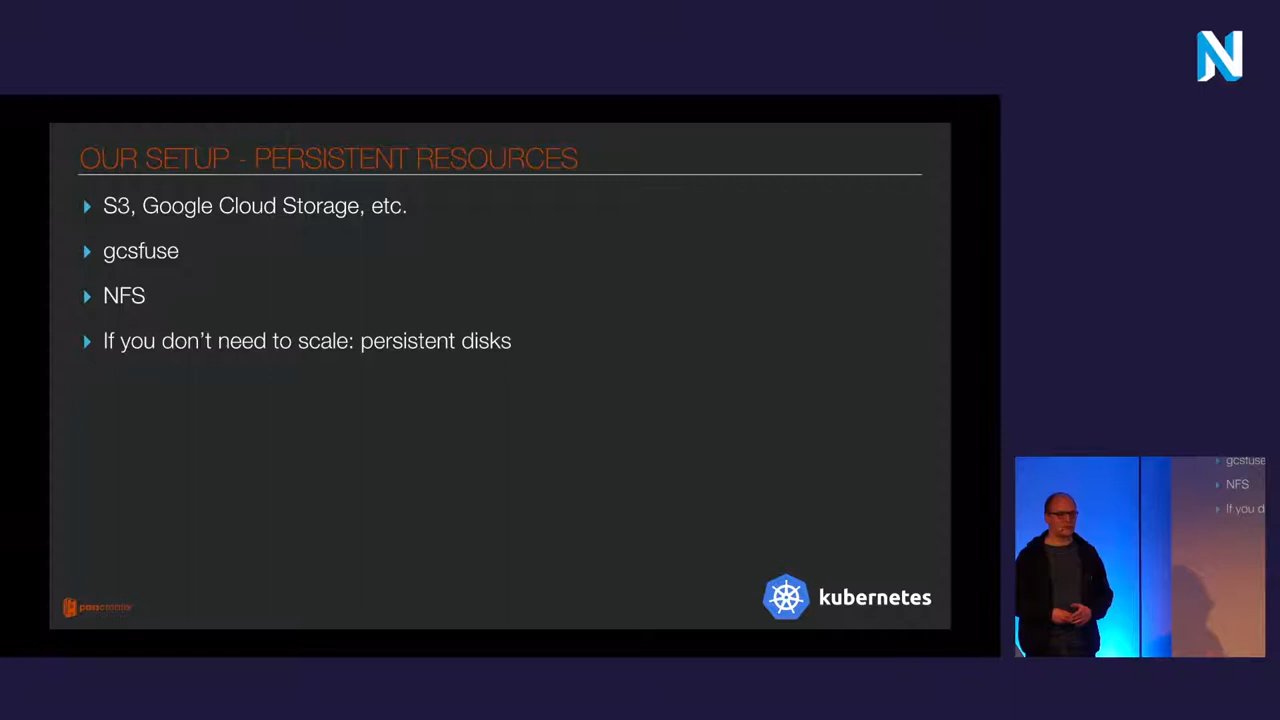 OUR SETUP - PERSISTENT RESOURCES
S3, Google Cloud Storage, etc.
gcsfuse
NFS
If you don't need to scale: persistent disks
passcreator
kubernetes
gcsfuse
NFS
If you d